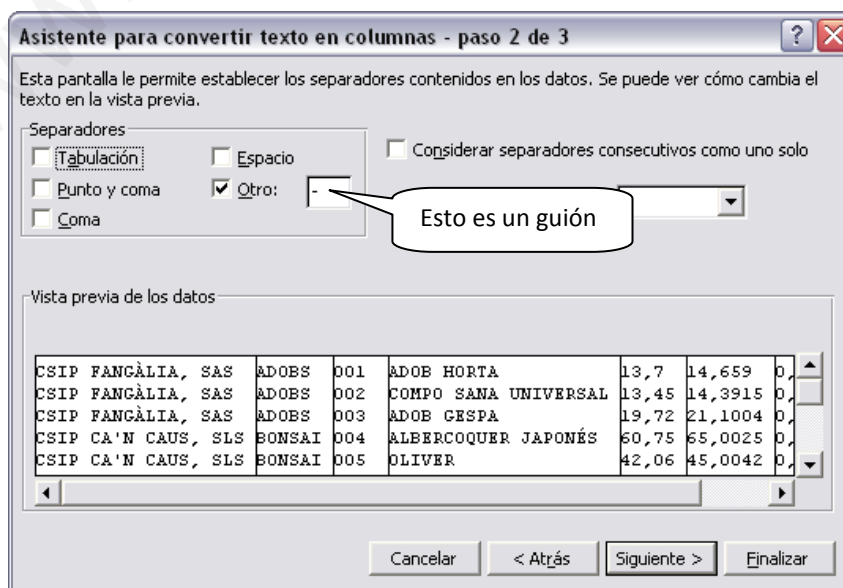 Asistente para convertir texto en columnas - paso 2 de 3
Esta pantalla le permite establecer los separadores contenidos en los datos. Se puede ver cómo cambia el
texto en la vista previa.
Separadores
Tabulación
Espacio
Considerar separadores consecutivos como uno solo
Punto y coma
Otro: -
Esto es un guión
Coma
Vista previa de los datos
CSIP FANGÀLIA, SAS ADOBS 001 ADOB HORTA 13,7 14,659 0,
CSIP FANGÀLIA, SAS ADOBS 002 COMPO SANA UNIVERSAL 13,45 14,3915 0,
CSIP FANGÀLIA, SAS ADOBS 003 ADOB GESPA 19,72 21,1004 0,
CSIP CA'N CAUS, SLS BONSAI 004 ALBERCOQUER JAPONÉS 60,75 65,0025 0,
CSIP CA'N CAUS, SLS BONSAI 005 OLIVER 42,06 45,0042 0,
Cancelar < Atrás Siguiente > Finalizar